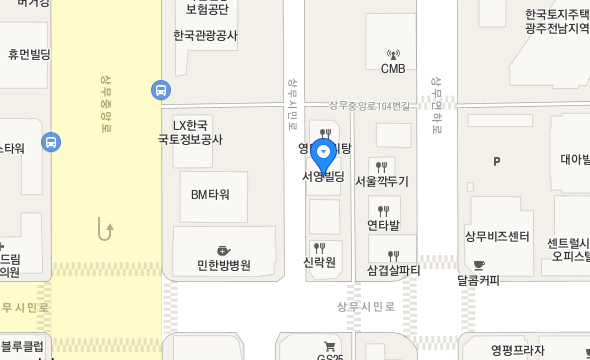 버거킹
보험공단
한국관광공사
휴먼빌딩
CMB
한국토지주택
광주전남지역
상무중앙로
상무시민로
상무연하로
상무중앙로104번길
LX한국
국토정보공사
스타워
서영빌딩
서울깍두기
P
대아빌
BM타워
연타발
상무비즈센터
센트럴시
오피스텔
드림
의원
민한방병원
신락원
삼겹살파티
달콤커피
무시민로
상무시민로
블루클럽
GS25
영평프라자